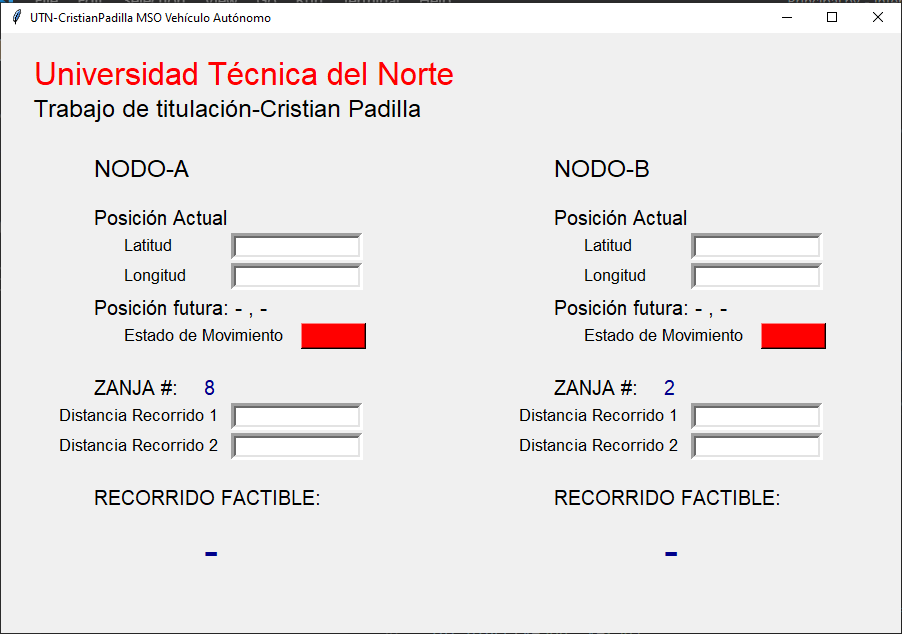 UTN-CristianPadilla MSO Vehículo Autónomo
Universidad Técnica del Norte
Trabajo de titulación-Cristian Padilla
NODO-A
Posición Actual
Latitud
Longitud
Posición futura: - , -
Estado de Movimiento
ZANJA #: 8
Distancia Recorrido 1
Distancia Recorrido 2
RECORRIDO FACTIBLE:
-
NODO-B
Posición Actual
Latitud
Longitud
Posición futura: - , -
Estado de Movimiento
ZANJA #: 2
Distancia Recorrido 1
Distancia Recorrido 2
RECORRIDO FACTIBLE:
-